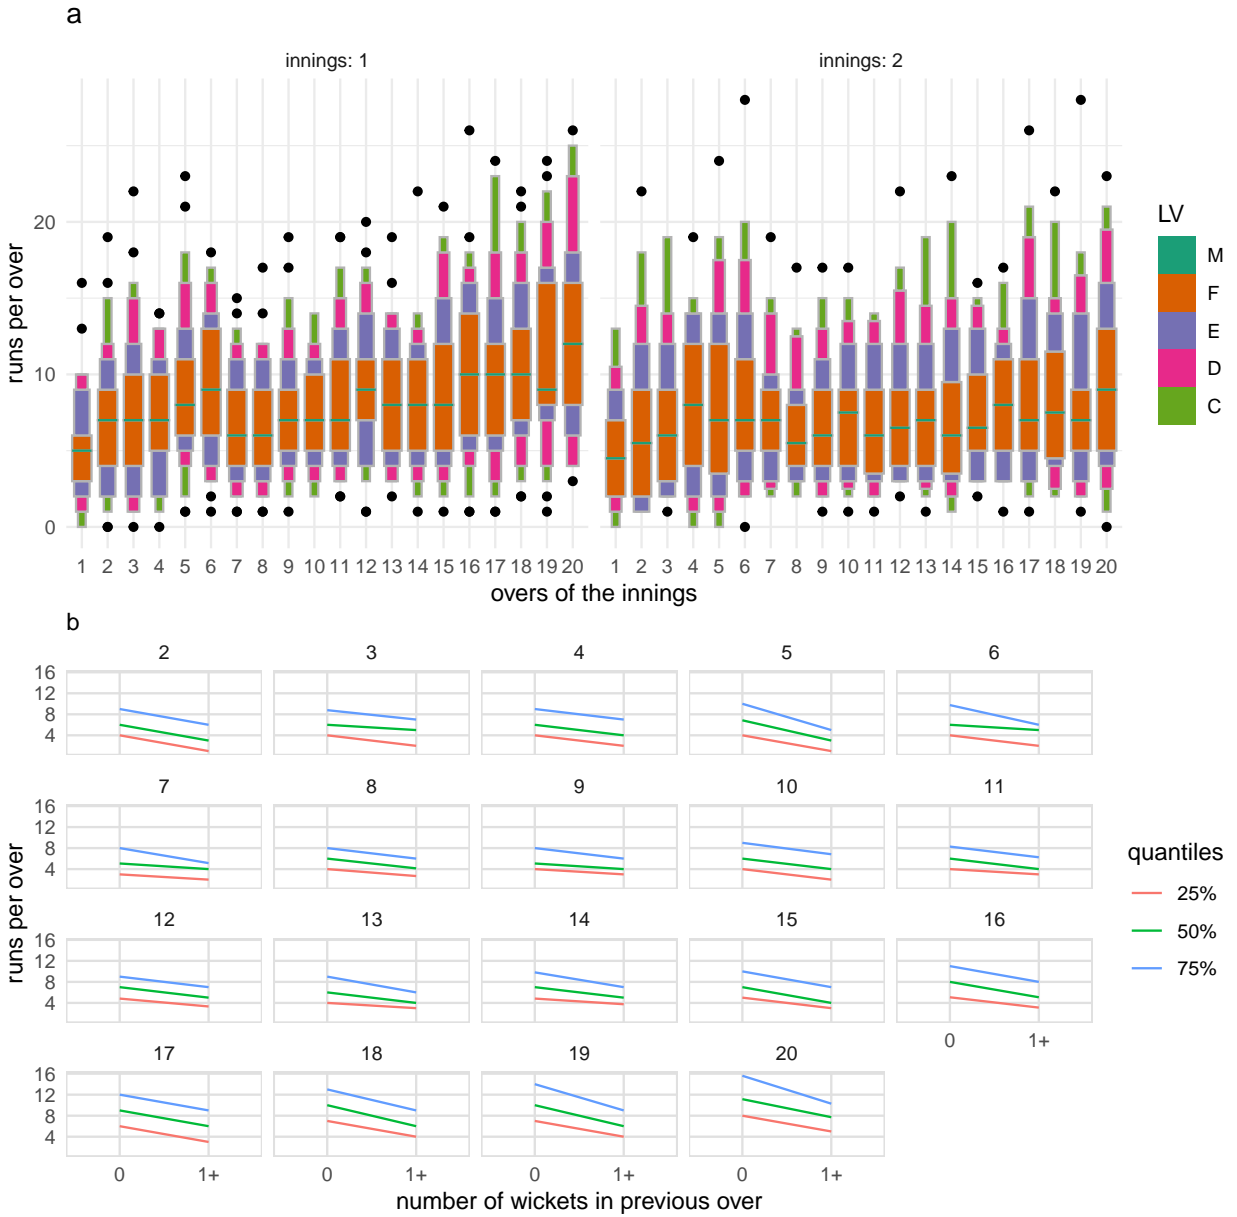 a
innings: 1
innings: 2
runs per over
20
10
0
1 2 3 4 5 6 7 8 9 10 11 12 13 14 15 16 17 18 19 20
1 2 3 4 5 6 7 8 9 10 11 12 13 14 15 16 17 18 19 20
overs of the innings
LV
M
F
E
D
C
b
2 3 4 5 6
16
12
8
4
7 8 9 10 11
16
12
8
4
12 13 14 15 16
16
12
8
4
0 1+
17 18 19 20
16
12
8
4
0 1+ 0 1+ 0 1+ 0 1+
runs per over
number of wickets in previous over
quantiles
25%
50%
75%